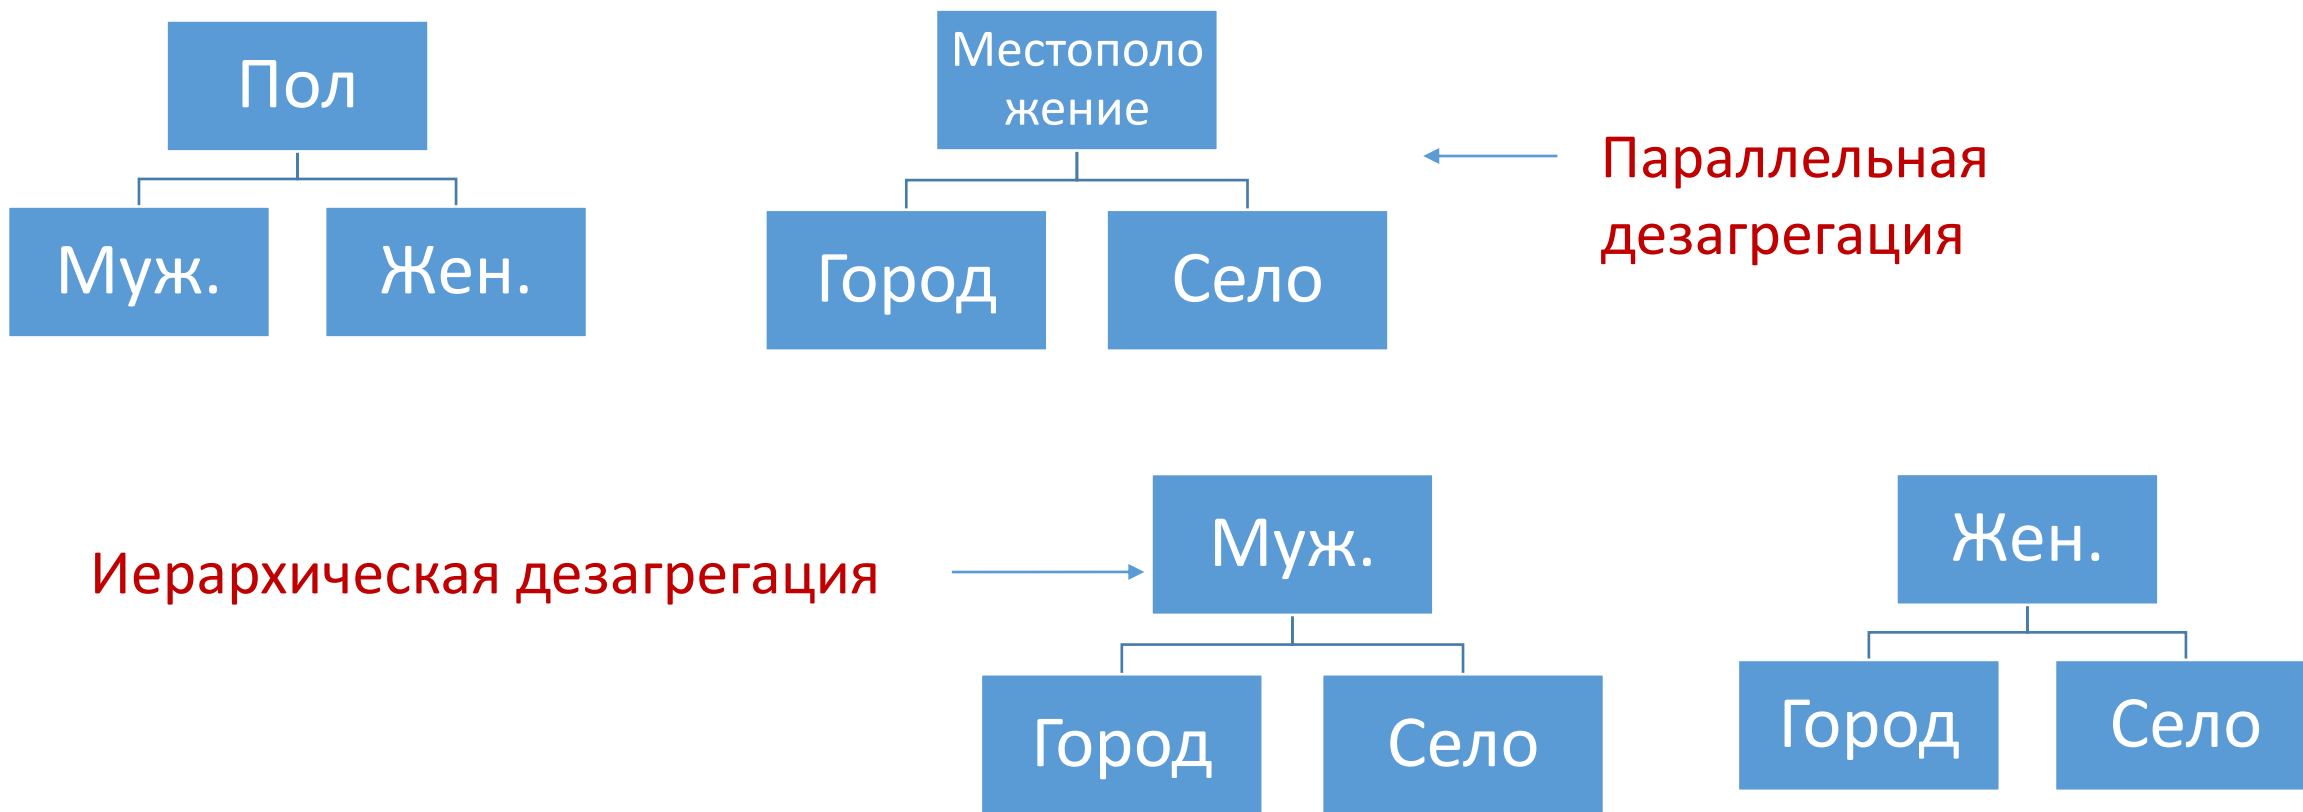 Пол
Муж.
Жен.
Местополо
жение
Город
Село
Параллельная
дезагрегация
Иерархическая дезагрегация
Муж.
Город
Село
Жен.
Город
Село